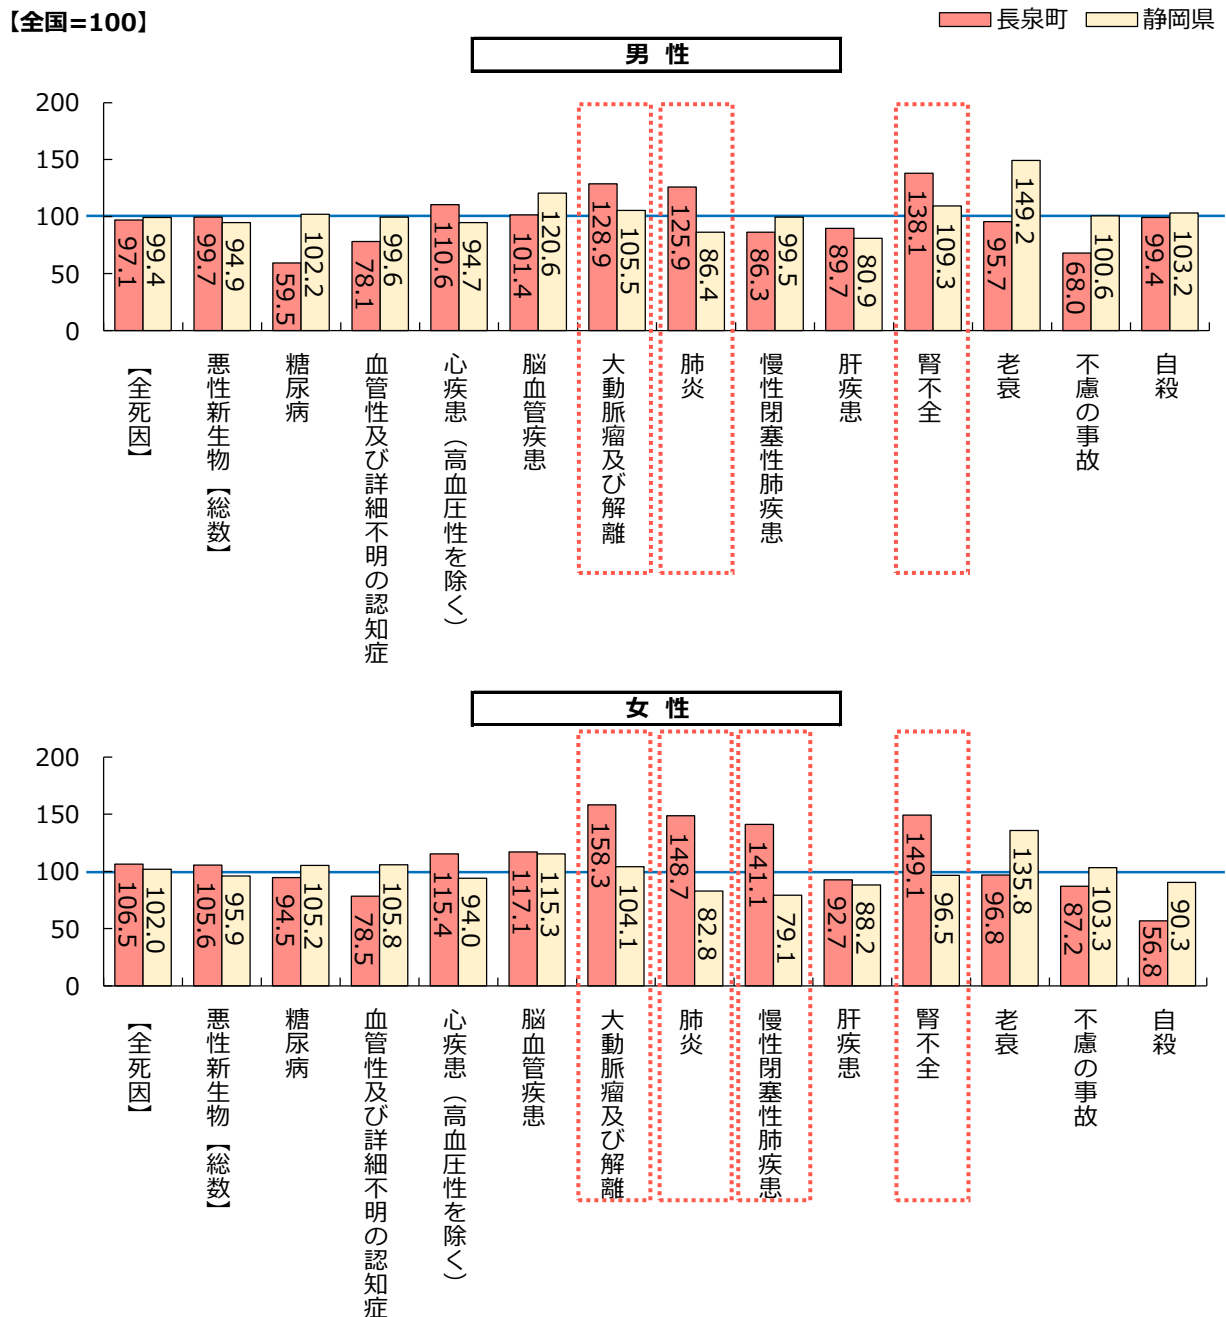 【全国=100】
長泉町 静岡県
男 性
200
150
100
50
0
97.1 99.4 99.7 94.9 59.5 102.2 78.1 99.6 110.6 94.7 101.4 120.6 128.9 105.5 125.9 86.4 86.3 99.5 89.7 80.9 138.1 109.3 95.7 149.2 68.0 100.6 99.4 103.2
【全死因】
悪性新生物【総数】
糖尿病
血管性及び詳細不明の認知症
心疾患（高血圧性を除く）
脳血管疾患
大動脈瘤及び解離
肺炎
慢性閉塞性肺疾患
肝疾患
腎不全
老衰
不慮の事故
自殺
女 性
200
150
100
50
0
106.5 102.0 105.6 95.9 94.5 105.2 78.5 105.8 115.4 94.0 117.1 115.3 158.3 104.1 148.7 82.8 141.1 79.1 92.7 88.2 149.1 96.5 96.8 135.8 87.2 103.3 56.8 90.3
【全死因】
悪性新生物【総数】
糖尿病
血管性及び詳細不明の認知症
心疾患（高血圧性を除く）
脳血管疾患
大動脈瘤及び解離
肺炎
慢性閉塞性肺疾患
肝疾患
腎不全
老衰
不慮の事故
自殺